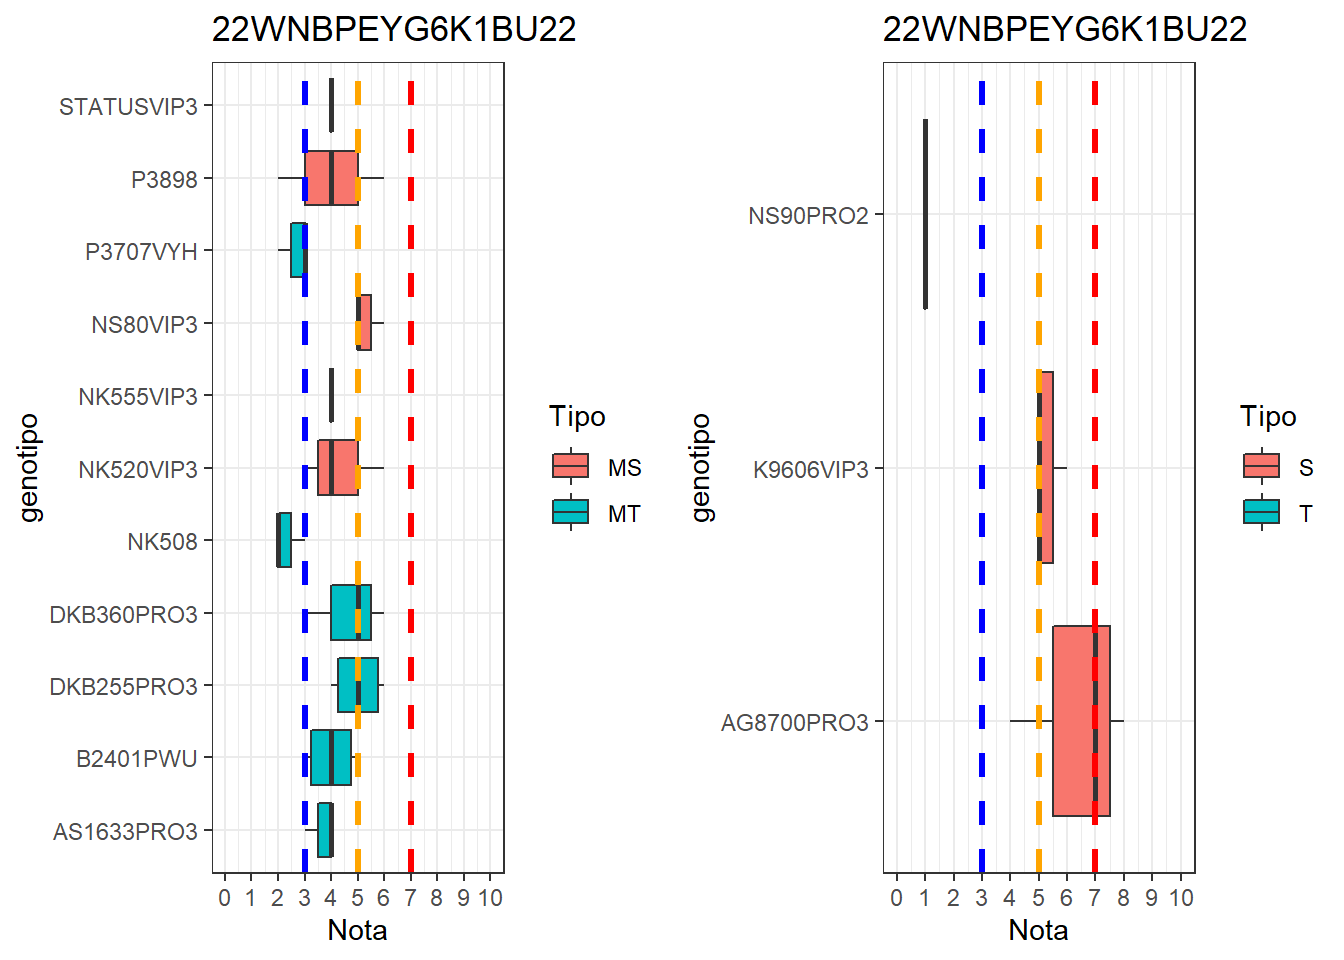 22WNBPEYG6K1BU22
STATUSVIP3
P3898
P3707VYH
NS80VIP3
NK555VIP3
NK520VIP3
NK508
DKB360PRO3
DKB255PRO3
B2401PWU
AS1633PRO3
genotipo
0 1 2 3 4 5 6 7 8 9 10
Nota
Tipo
MS
MT
22WNBPEYG6K1BU22
NS90PRO2
K9606VIP3
AG8700PRO3
genotipo
0 1 2 3 4 5 6 7 8 9 10
Nota
Tipo
S
T